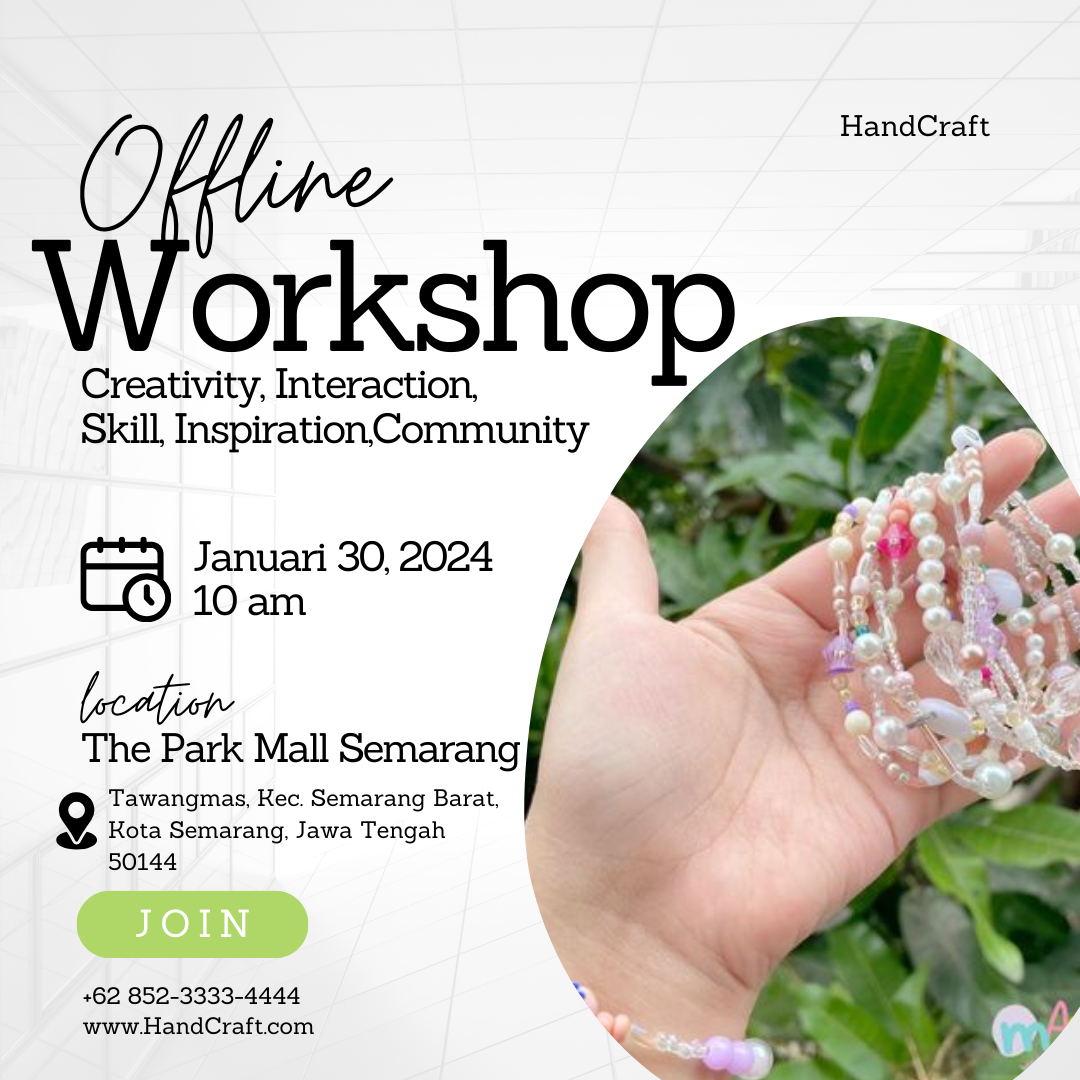 HandCraft
Offline
Workshop
Creativity, Interaction,
Skill, Inspiration,Community
Januari 30, 2024
10 am
location
The Park Mall Semarang
Tawangmas, Kec. Semarang Barat,
Kota Semarang, Jawa Tengah
50144
JOIN
+62 852-3333-4444
www.HandCraft.com